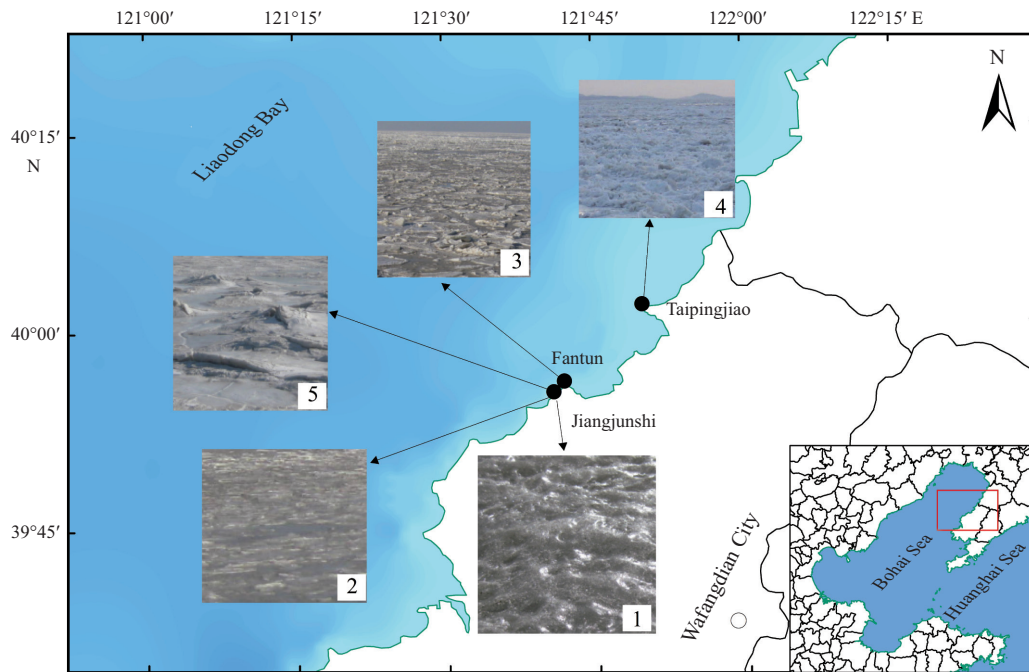 121°00′ 121°15′ 121°30′ 121°45′ 122°00′ 122°15′ E
N
40°15′
N
Liaodong Bay
4
3
Taipingjiao
40°00′
Fantun
5
Jiangjunshi
39°45′
2
1
Wafangdian City
Bohai Sea
Huanghai Sea